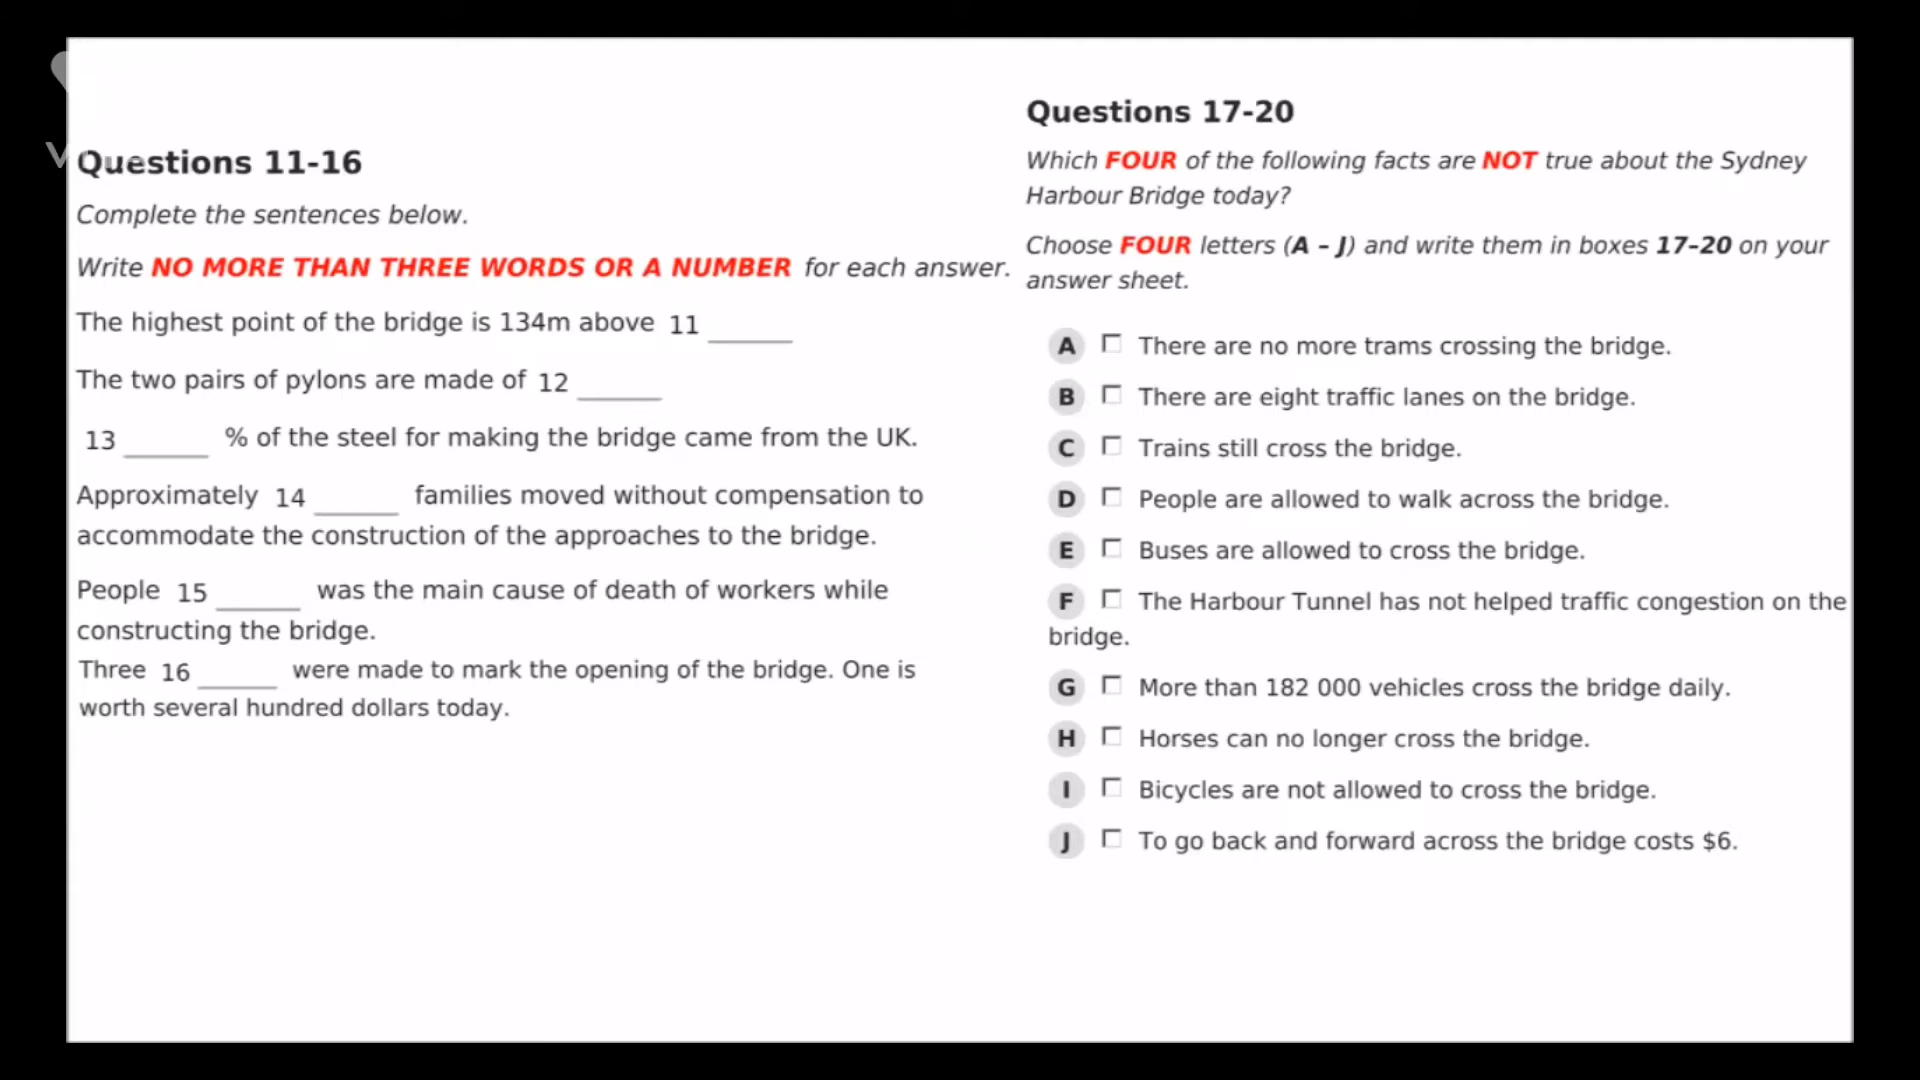 Questions 11-16
Complete the sentences below.
Write NO MORE THAN THREE WORDS OR A NUMBER for each answer.
The highest point of the bridge is 134m above 11 ______
The two pairs of pylons are made of 12 ______
13 ______ % of the steel for making the bridge came from the UK.
Approximately 14 ______ families moved without compensation to
accommodate the construction of the approaches to the bridge.
People 15 ______ was the main cause of death of workers while
constructing the bridge.
Three 16 ______ were made to mark the opening of the bridge. One is
worth several hundred dollars today.
Questions 17-20
Which FOUR of the following facts are NOT true about the Sydney
Harbour Bridge today?
Choose FOUR letters (A – J) and write them in boxes 17–20 on your
answer sheet.
A There are no more trams crossing the bridge.
B There are eight traffic lanes on the bridge.
C Trains still cross the bridge.
D People are allowed to walk across the bridge.
E Buses are allowed to cross the bridge.
F The Harbour Tunnel has not helped traffic congestion on the
bridge.
G More than 182 000 vehicles cross the bridge daily.
H Horses can no longer cross the bridge.
I Bicycles are not allowed to cross the bridge.
J To go back and forward across the bridge costs $6.